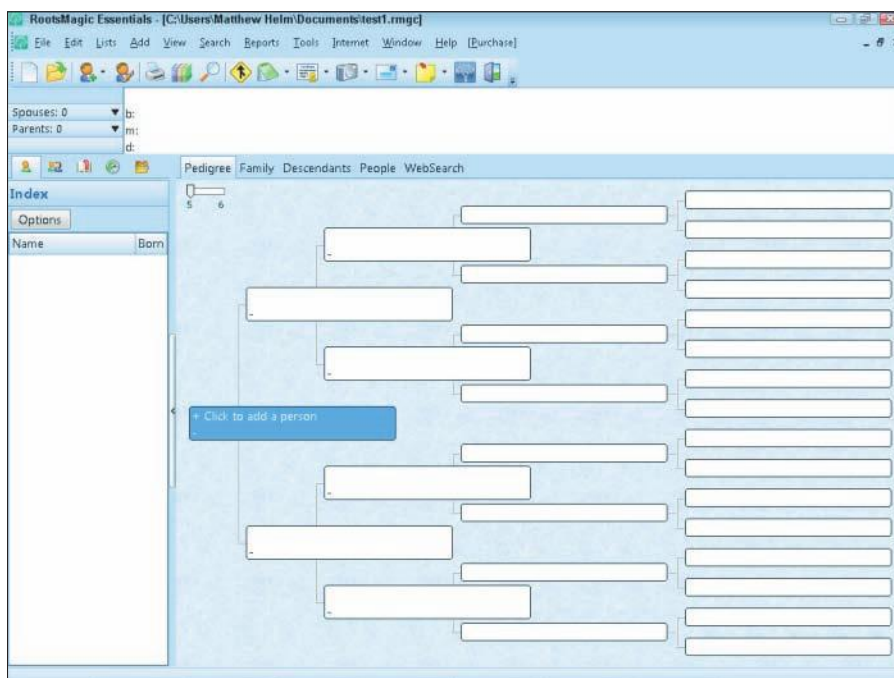 RootsMagic Essentials - [C:\Users\Matthew Helm\Documents\test1.rmgc]
File Edit Lists Add View Search Reports Tools Internet Window Help [Purchase]
Spouses: 0 b:
Parents: 0 m:
d:
Pedigree Family Descendants People WebSearch
Index
5 6
Options
Name Born
+ Click to add a person